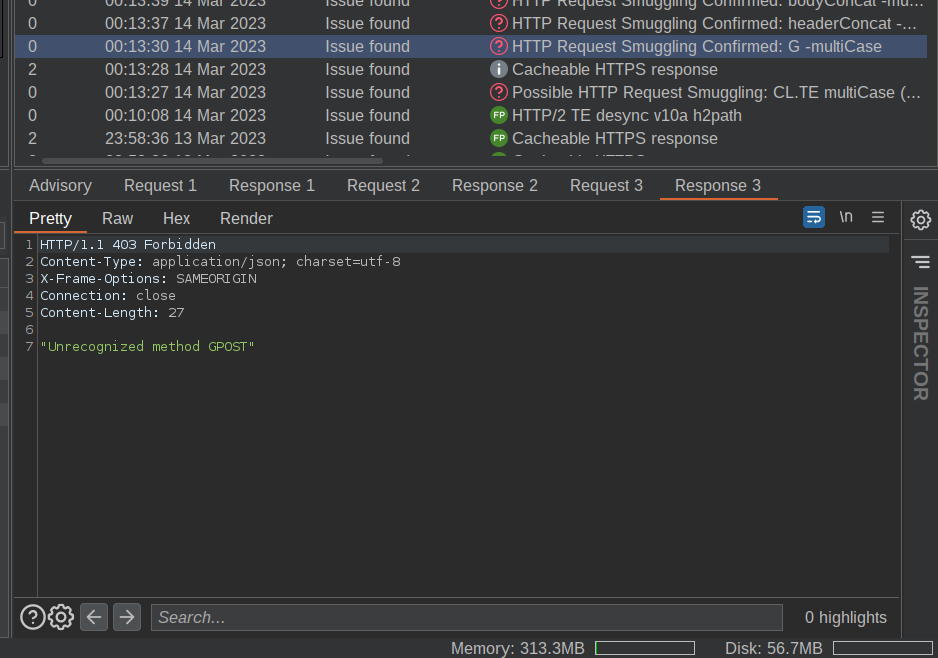 0 00:13:39 14 Mar 2023 Issue found HTTP Request Smuggling Confirmed: bodyConcat -mu...
0 00:13:37 14 Mar 2023 Issue found HTTP Request Smuggling Confirmed: headerConcat -...
0 00:13:30 14 Mar 2023 Issue found HTTP Request Smuggling Confirmed: G -multiCase
2 00:13:28 14 Mar 2023 Issue found i Cacheable HTTPS response
0 00:13:27 14 Mar 2023 Issue found ? Possible HTTP Request Smuggling: CL.TE multiCase (...
0 00:10:08 14 Mar 2023 Issue found FP HTTP/2 TE desync v10a h2path
2 23:58:36 13 Mar 2023 Issue found FP Cacheable HTTPS response
Advisory Request 1 Response 1 Request 2 Response 2 Request 3 Response 3
Pretty Raw Hex Render \n
1 HTTP/1.1 403 Forbidden
2 Content-Type: application/json; charset=utf-8
3 X-Frame-Options: SAMEORIGIN
4 Connection: close
5 Content-Length: 27
6
7 "Unrecognized method GPOST"
INSPECTOR
? Search... 0 highlights
Memory: 313.3MB Disk: 56.7MB